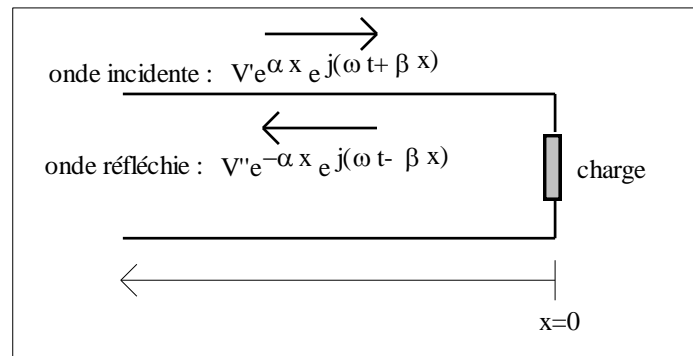 onde incidente : V'e^α x e^j(ω t+ β x)
onde réfléchie : V''e^−α x e^j(ω t- β x)
charge
x=0